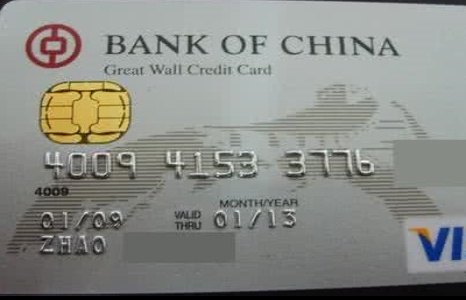 BANK OF CHINA
Great Wall Credit Card
4009 4153 3776
4009
MONTH/YEAR
01/09 VALID THRU 01/13
ZHAO